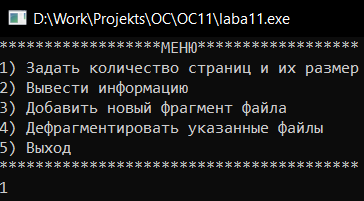 D:\Work\Projekts\OC\OC11\laba11.exe
******************МЕНЮ******************
1) Задать количество страниц и их размер
2) Вывести информацию
3) Добавить новый фрагмент файла
4) Дефрагментировать указанные файлы
5) Выход
****************************************
1